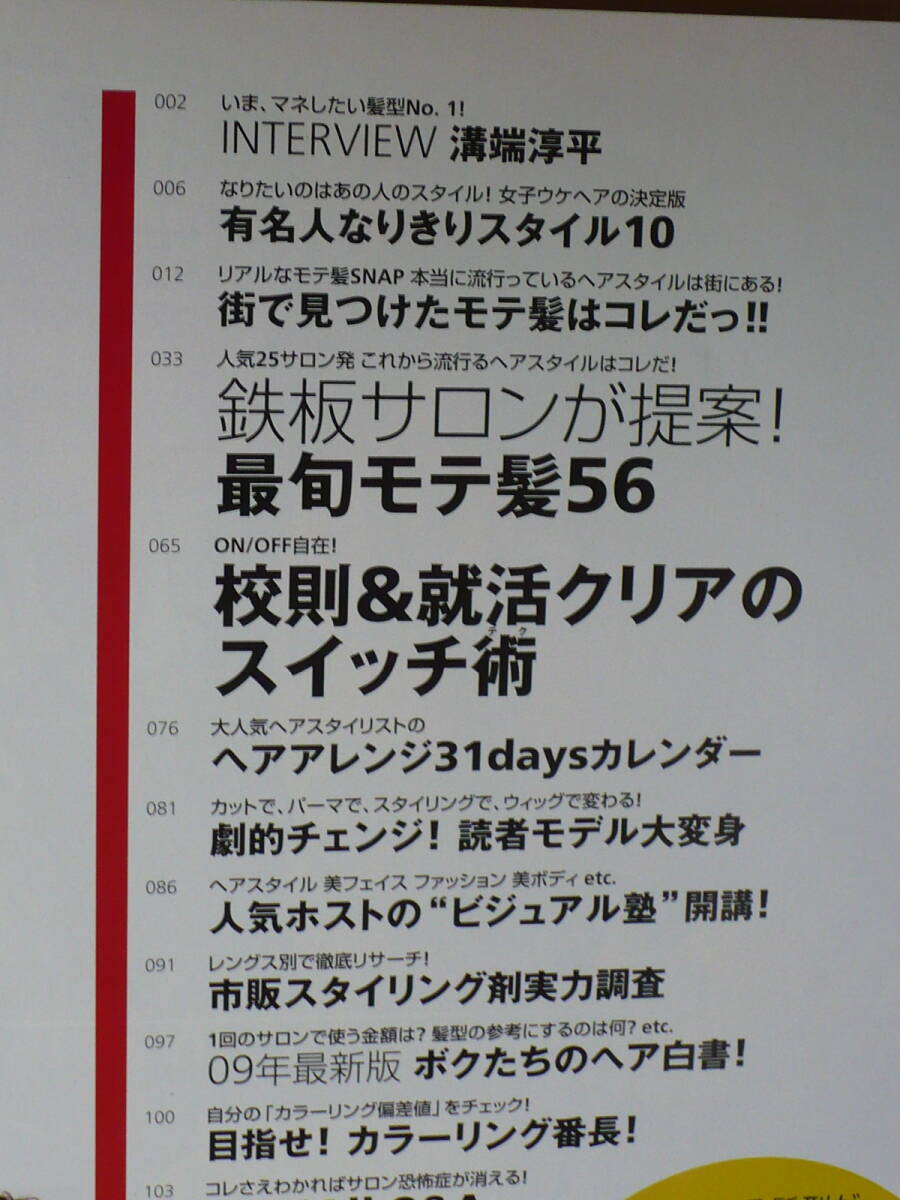 002 いま、マネしたい髪型No. 1!
INTERVIEW 溝端淳平
006 なりたいのはあの人のスタイル! 女子ウケヘアの決定版
有名人なりきりスタイル10
012 リアルなモテ髪SNAP 本当に流行っているヘアスタイルは街にある!
街で見つけたモテ髪はコレだっ!!
033 人気25サロン発 これから流行るヘアスタイルはコレだ!
鉄板サロンが提案!
最旬モテ髪56
065 ON/OFF自在!
校則&就活クリアの
テク
スイッチ術
076 大人気ヘアスタイリストの
ヘアアレンジ31daysカレンダー
081 カットで、パーマで、スタイリングで、ウィッグで変わる!
劇的チェンジ! 読者モデル大変身
086 ヘアスタイル 美フェイス ファッション 美ボディ etc.
人気ホストの“ビジュアル塾”開講!
091 レングス別で徹底リサーチ!
市販スタイリング剤実力調査
097 1回のサロンで使う金額は? 髪型の参考にするのは何? etc.
09年最新版 ボクたちのヘア白書!
100 自分の「カラーリング偏差値」をチェック!
目指せ! カラーリング番長!
103 コレさえわかればサロン恐怖症が消える!